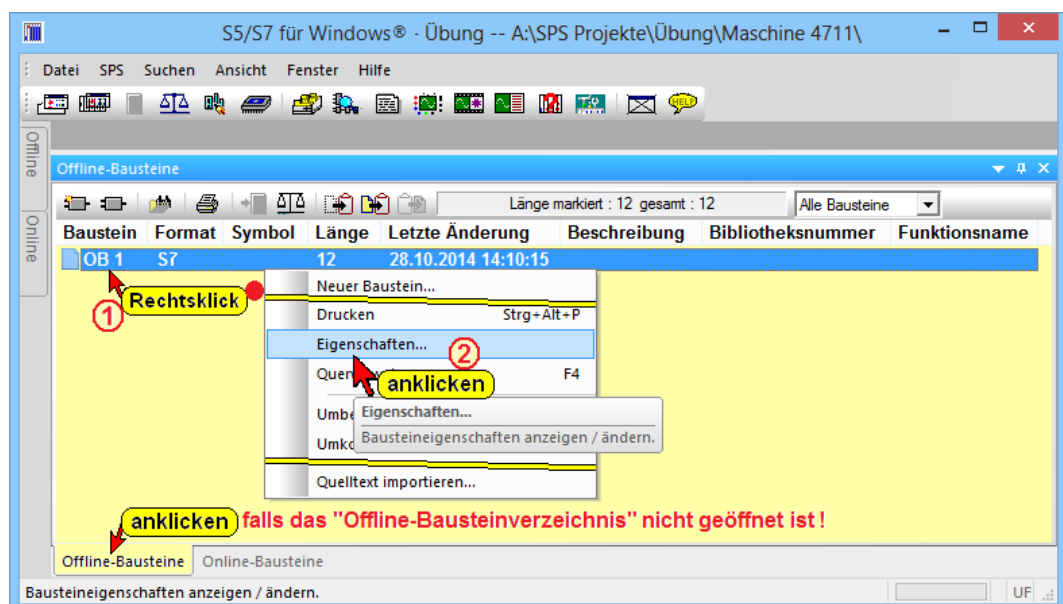 S5/S7 für Windows® - Übung -- A:\SPS Projekte\Übung\Maschine 4711\
Datei SPS Suchen Ansicht Fenster Hilfe
HELP
Offline
Online
Offline-Bausteine
Länge markiert : 12 gesamt : 12
Alle Bausteine
Baustein Format Symbol Länge Letzte Änderung Beschreibung Bibliotheksnummer Funktionsname
OB 1 S7 12 28.10.2014 14:10:15
Neuer Baustein...
1 Rechtsklick
Drucken Strg+Alt+P
Eigenschaften...
2
F4
anklicken
Eigenschaften...
Bausteineigenschaften anzeigen / ändern.
Quelltext importieren...
anklicken falls das "Offline-Bausteinverzeichnis" nicht geöffnet ist !
Offline-Bausteine Online-Bausteine
Bausteineigenschaften anzeigen / ändern.
UF